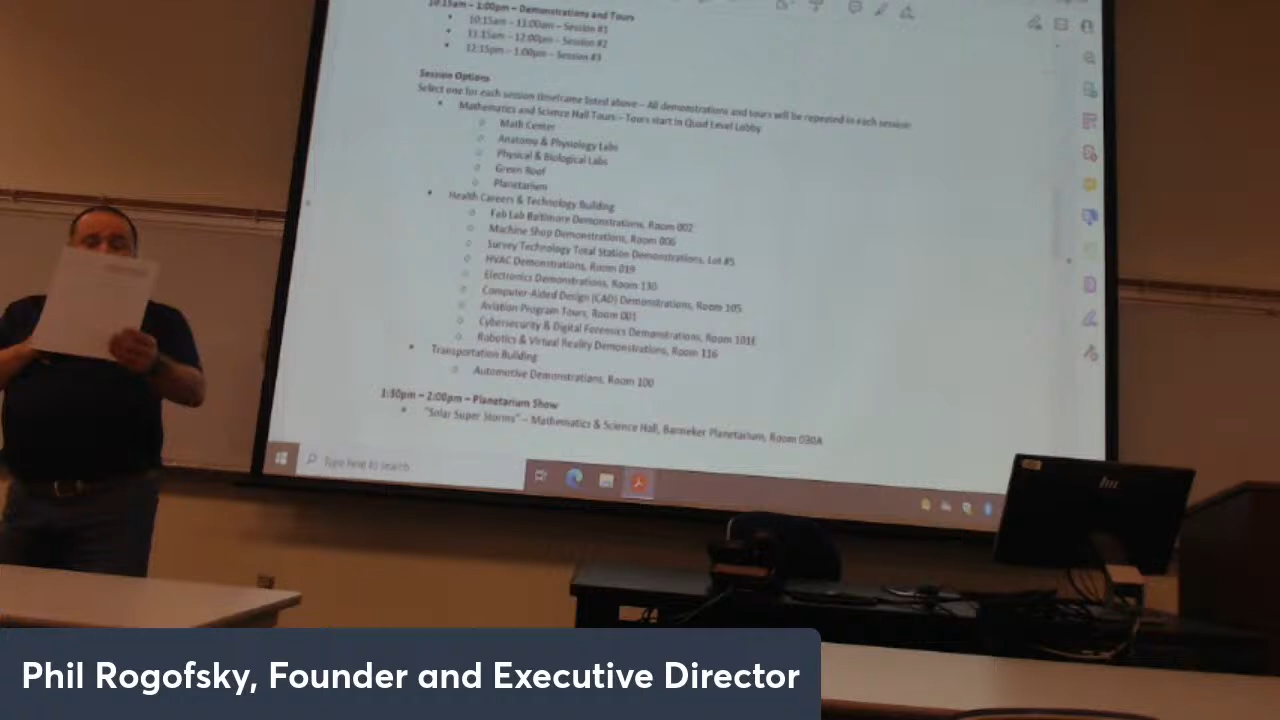 10:15am – 1:00pm – Demonstrations and Tours
• 10:15am – 11:00am – Session #1
• 11:15am – 12:00pm – Session #2
• 12:15pm – 1:00pm – Session #3
Session Options
Select one for each session timeframe listed above – All demonstrations and tours will be repeated in each session
• Mathematics and Science Hall Tours – Tours start in Quad Level Lobby
o Math Center
o Anatomy & Physiology Labs
o Physical & Biological Labs
o Green Roof
o Planetarium
• Health Careers & Technology Building
o Fab Lab Baltimore Demonstrations, Room 002
o Machine Shop Demonstrations, Room 006
o Survey Technology Total Station Demonstrations, Lot #5
o HVAC Demonstrations, Room 019
o Electronics Demonstrations, Room 130
o Computer-Aided Design (CAD) Demonstrations, Room 105
o Aviation Program Tours, Room 001
o Cybersecurity & Digital Forensics Demonstrations, Room 101E
o Robotics & Virtual Reality Demonstrations, Room 116
• Transportation Building
o Automotive Demonstrations, Room 100
1:30pm – 2:00pm – Planetarium Show
• "Solar Super Storms" – Mathematics & Science Hall, Banneker Planetarium, Room 030A
Type here to search
hp
Phil Rogofsky, Founder and Executive Director